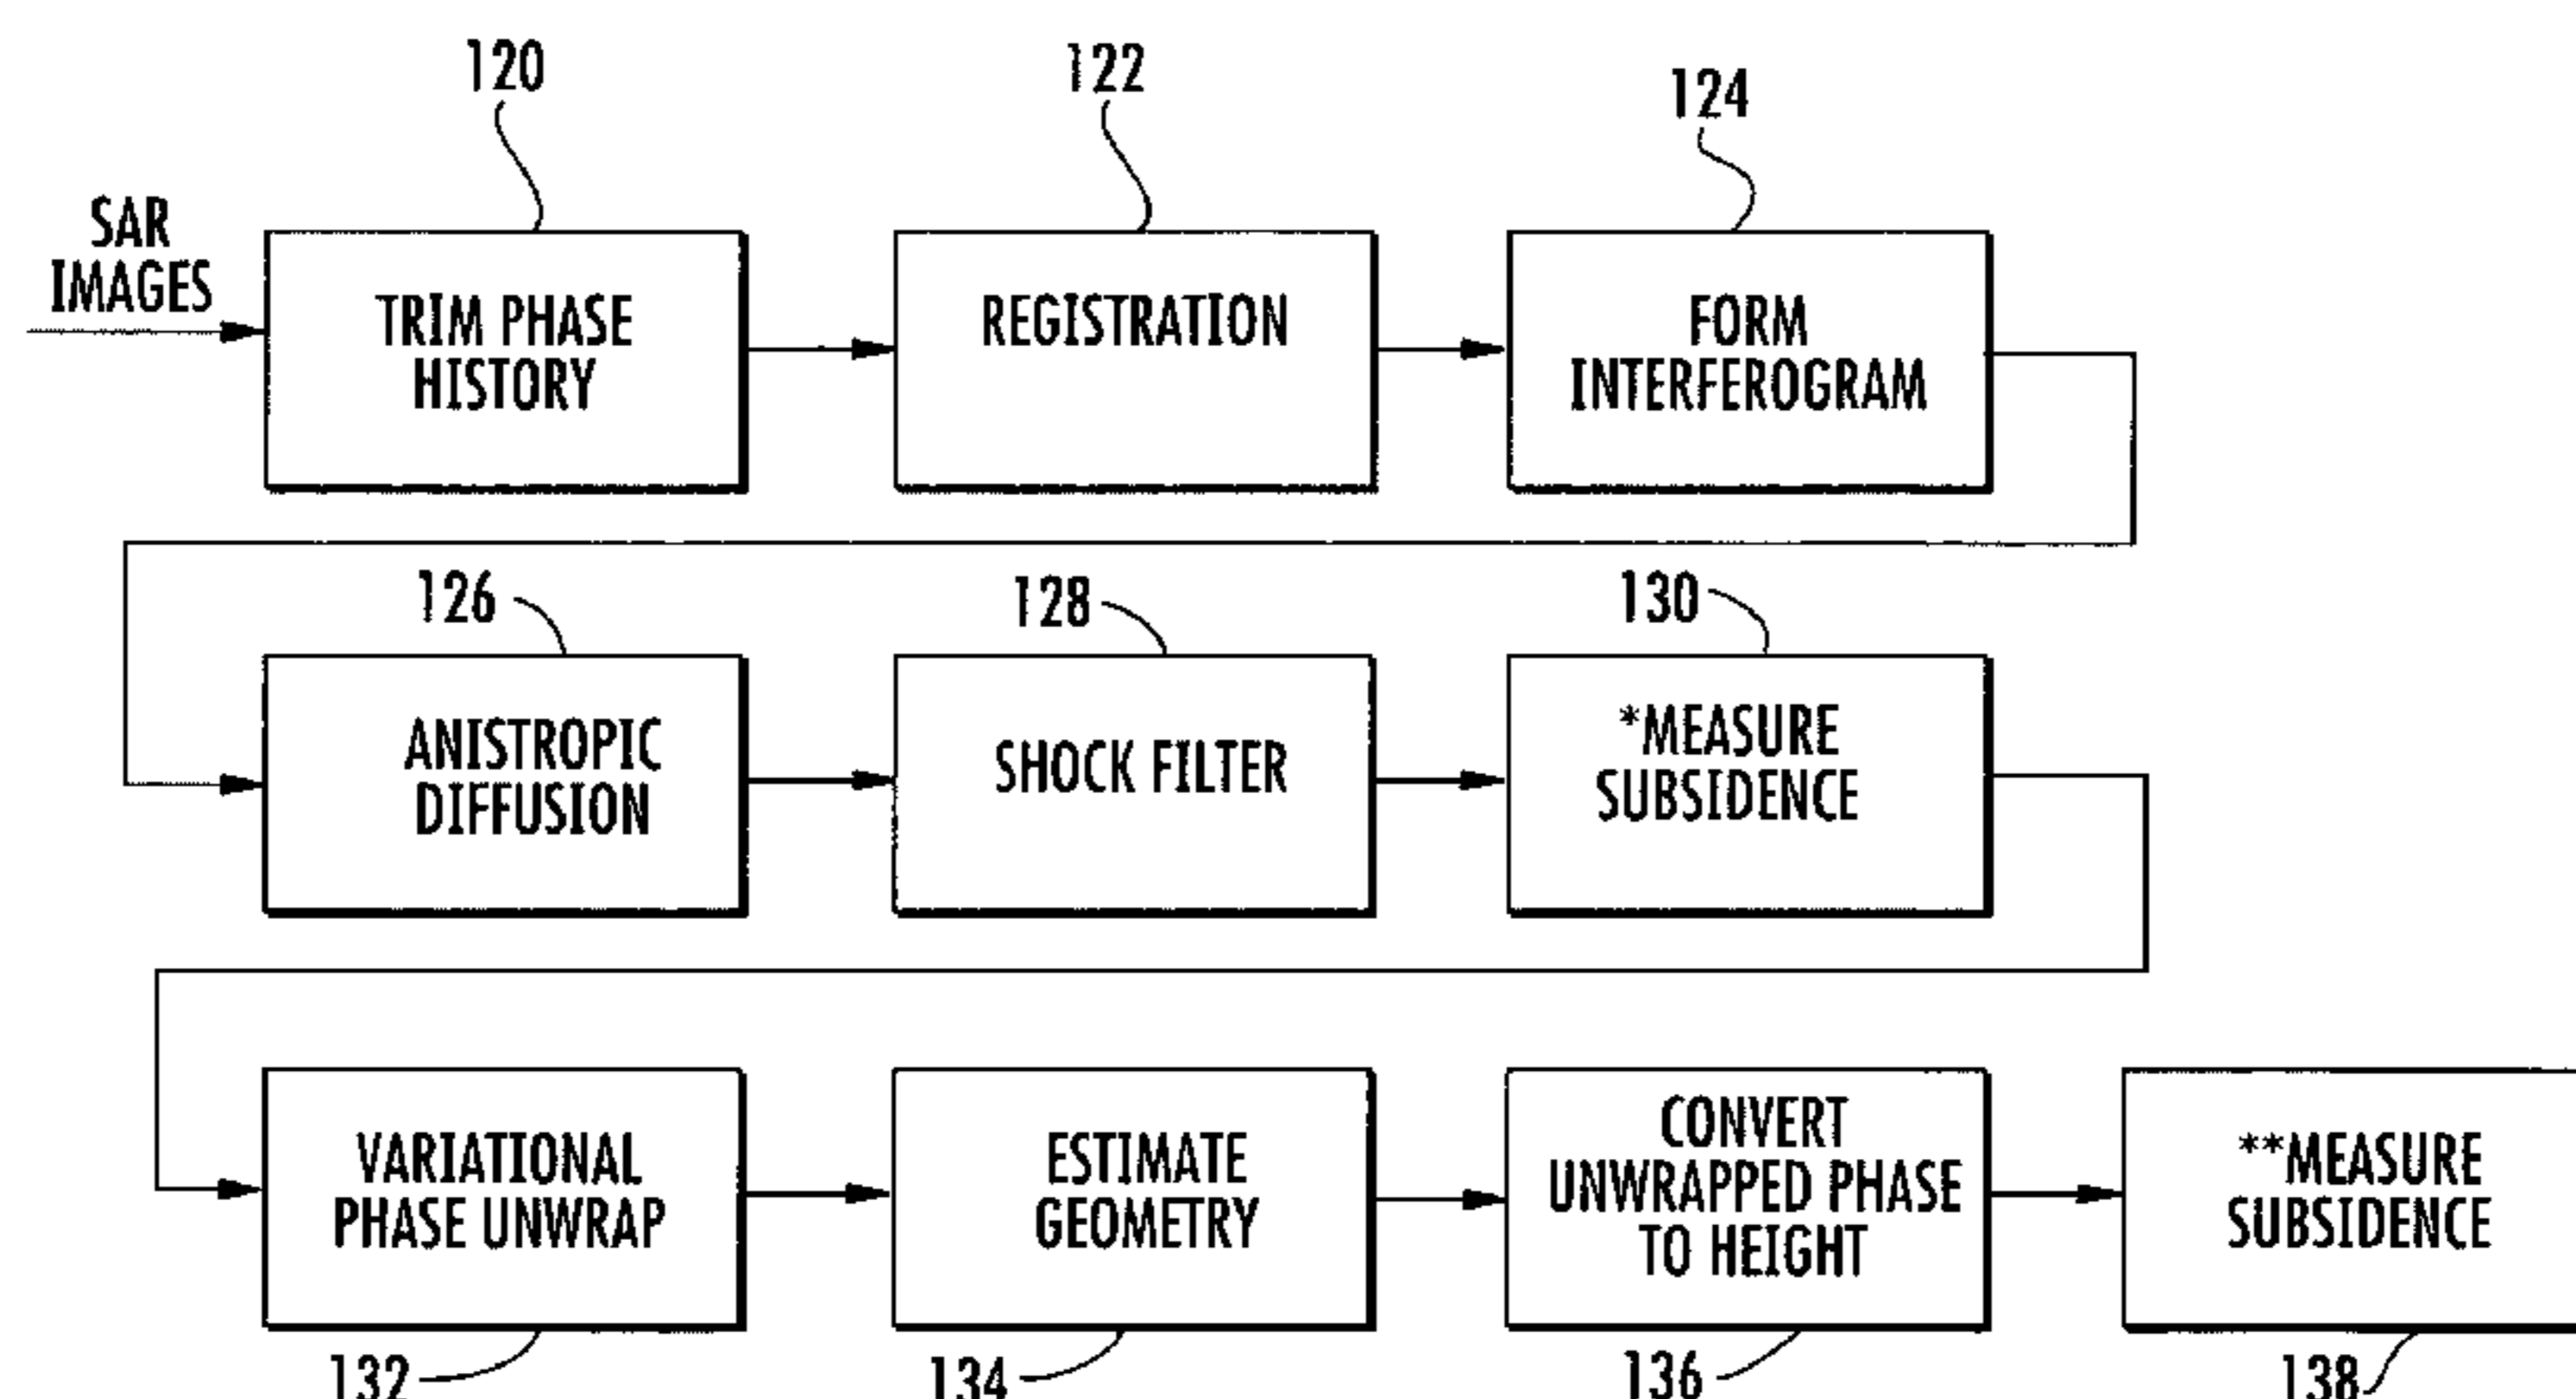 120
122
124
SAR
IMAGES
TRIM PHASE
HISTORY
REGISTRATION
FORM
INTERFEROGRAM
126
128
130
ANISTROPIC
DIFFUSION
SHOCK FILTER
*MEASURE
SUBSIDENCE
VARIATIONAL
PHASE UNWRAP
ESTIMATE
GEOMETRY
CONVERT
UNWRAPPED PHASE
TO HEIGHT
**MEASURE
SUBSIDENCE
132
134
136
138